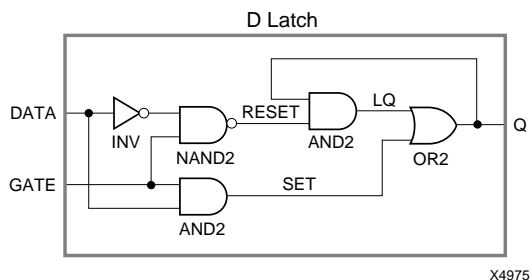 D Latch
DATA
INV
NAND2
RESET
AND2
LQ
OR2
Q
GATE
AND2
SET
X4975